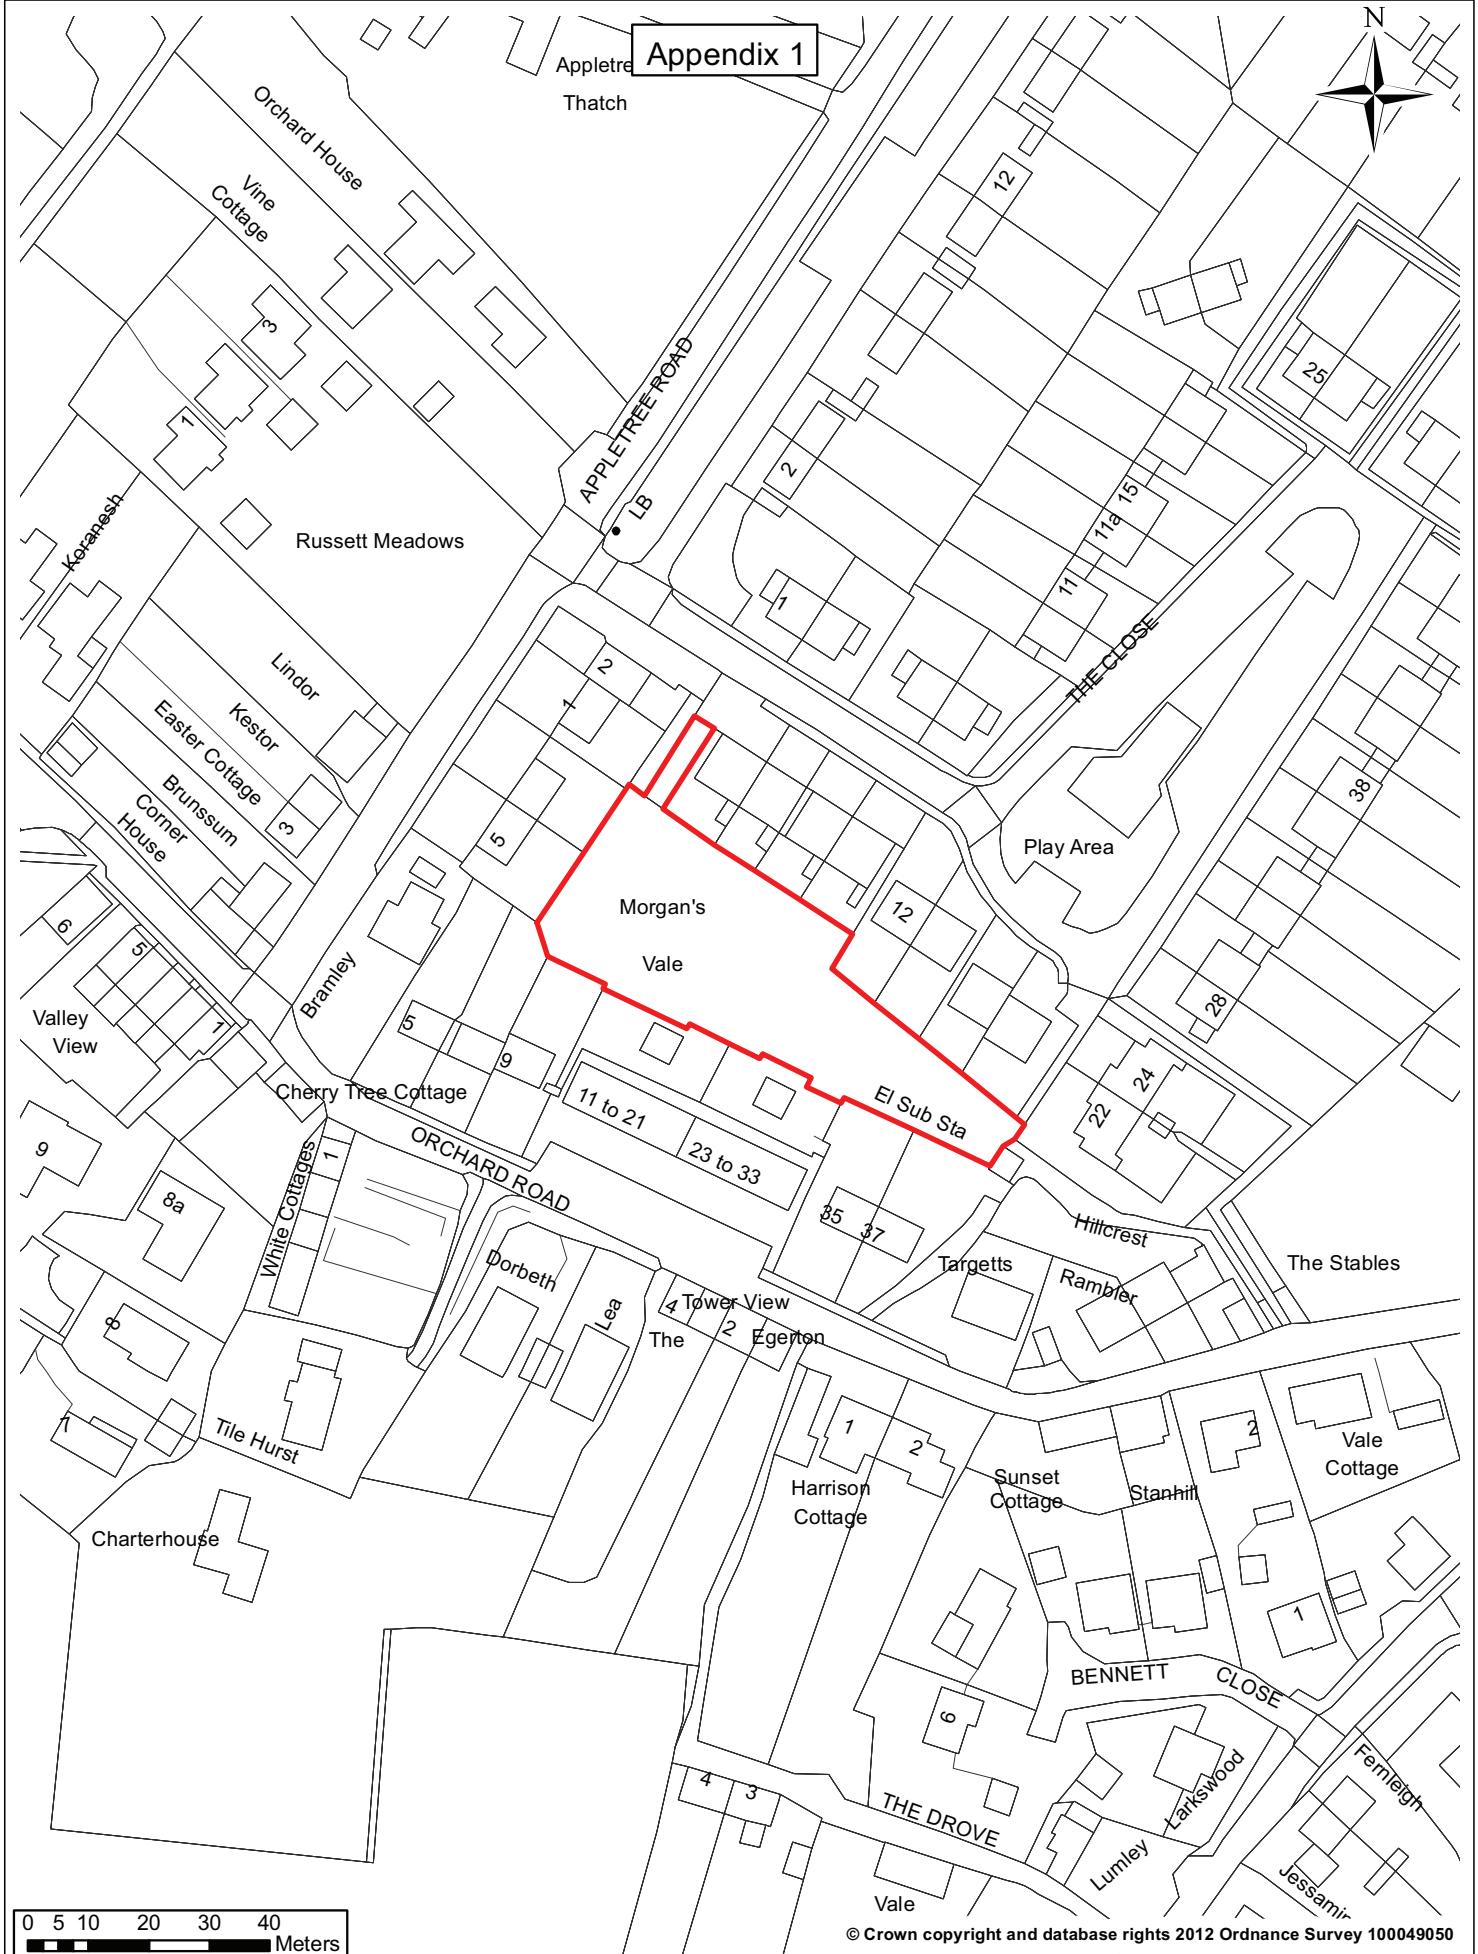 Appendix 1
N
Appletre
Thatch
Orchard House
Vine
Cottage
12
3
25
APPLETREE ROAD
1
2
LB
15
11a
11
Koranesh
Russett Meadows
1
THE CLOSE
2
1
Lindor
Kestor
Easter Cottage
Brunssum
Corner
House
3
5
38
Play Area
Morgan's
Vale
12
6
5
1
Valley
View
Bramley
5
9
28
Cherry Tree Cottage
11 to 21
23 to 33
El Sub Sta
24
22
9
8a
White Cottages
1
ORCHARD ROAD
35
37
Hillcrest
Targetts
Rambler
The Stables
Dorbeth
Lea
4
Tower View
2
The
Egerton
8
7
Tile Hurst
1
2
Harrison
Cottage
Sunset
Cottage
Stanhill
2
Vale
Cottage
Charterhouse
1
BENNETT
CLOSE
6
4
3
THE DROVE
Larkswood
Lumley
Fernleigh
Jessamin
Vale
0 5 10 20 30 40
Meters
© Crown copyright and database rights 2012 Ordnance Survey 100049050